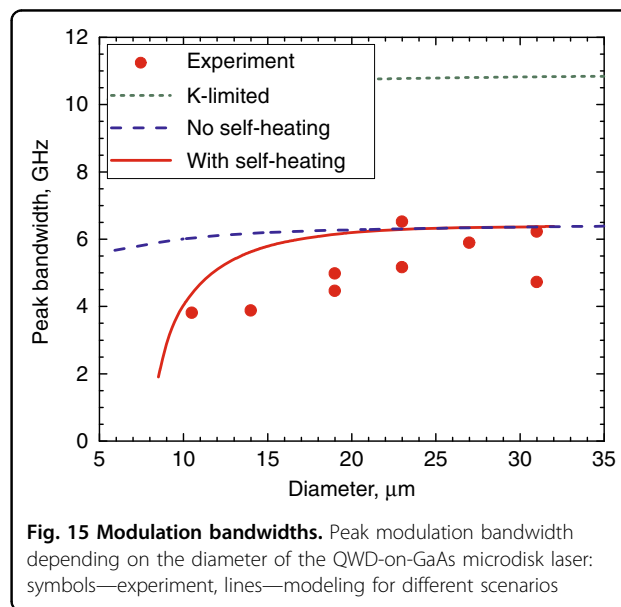 12
10
8
6
4
2
0
Peak bandwidth, GHz
Experiment
K-limited
No self-heating
With self-heating
5 10 15 20 25 30 35
Diameter, μm
Fig. 15 Modulation bandwidths. Peak modulation bandwidth
depending on the diameter of the QWD-on-GaAs microdisk laser:
symbols—experiment, lines—modeling for different scenarios